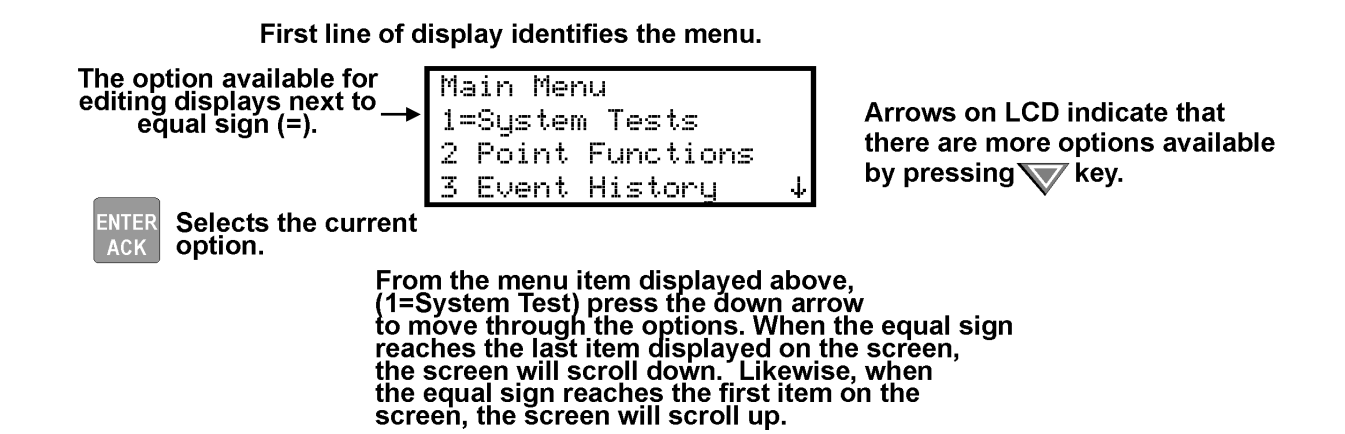 First line of display identifies the menu.
The option available for
editing displays next to
equal sign (=).
Main Menu
1=System Tests
2 Point Functions
3 Event History ↓
Arrows on LCD indicate that
there are more options available
by pressing key.
ENTER
ACK
Selects the current
option.
From the menu item displayed above,
(1=System Test) press the down arrow
to move through the options. When the equal sign
reaches the last item displayed on the screen,
the screen will scroll down. Likewise, when
the equal sign reaches the first item on the
screen, the screen will scroll up.